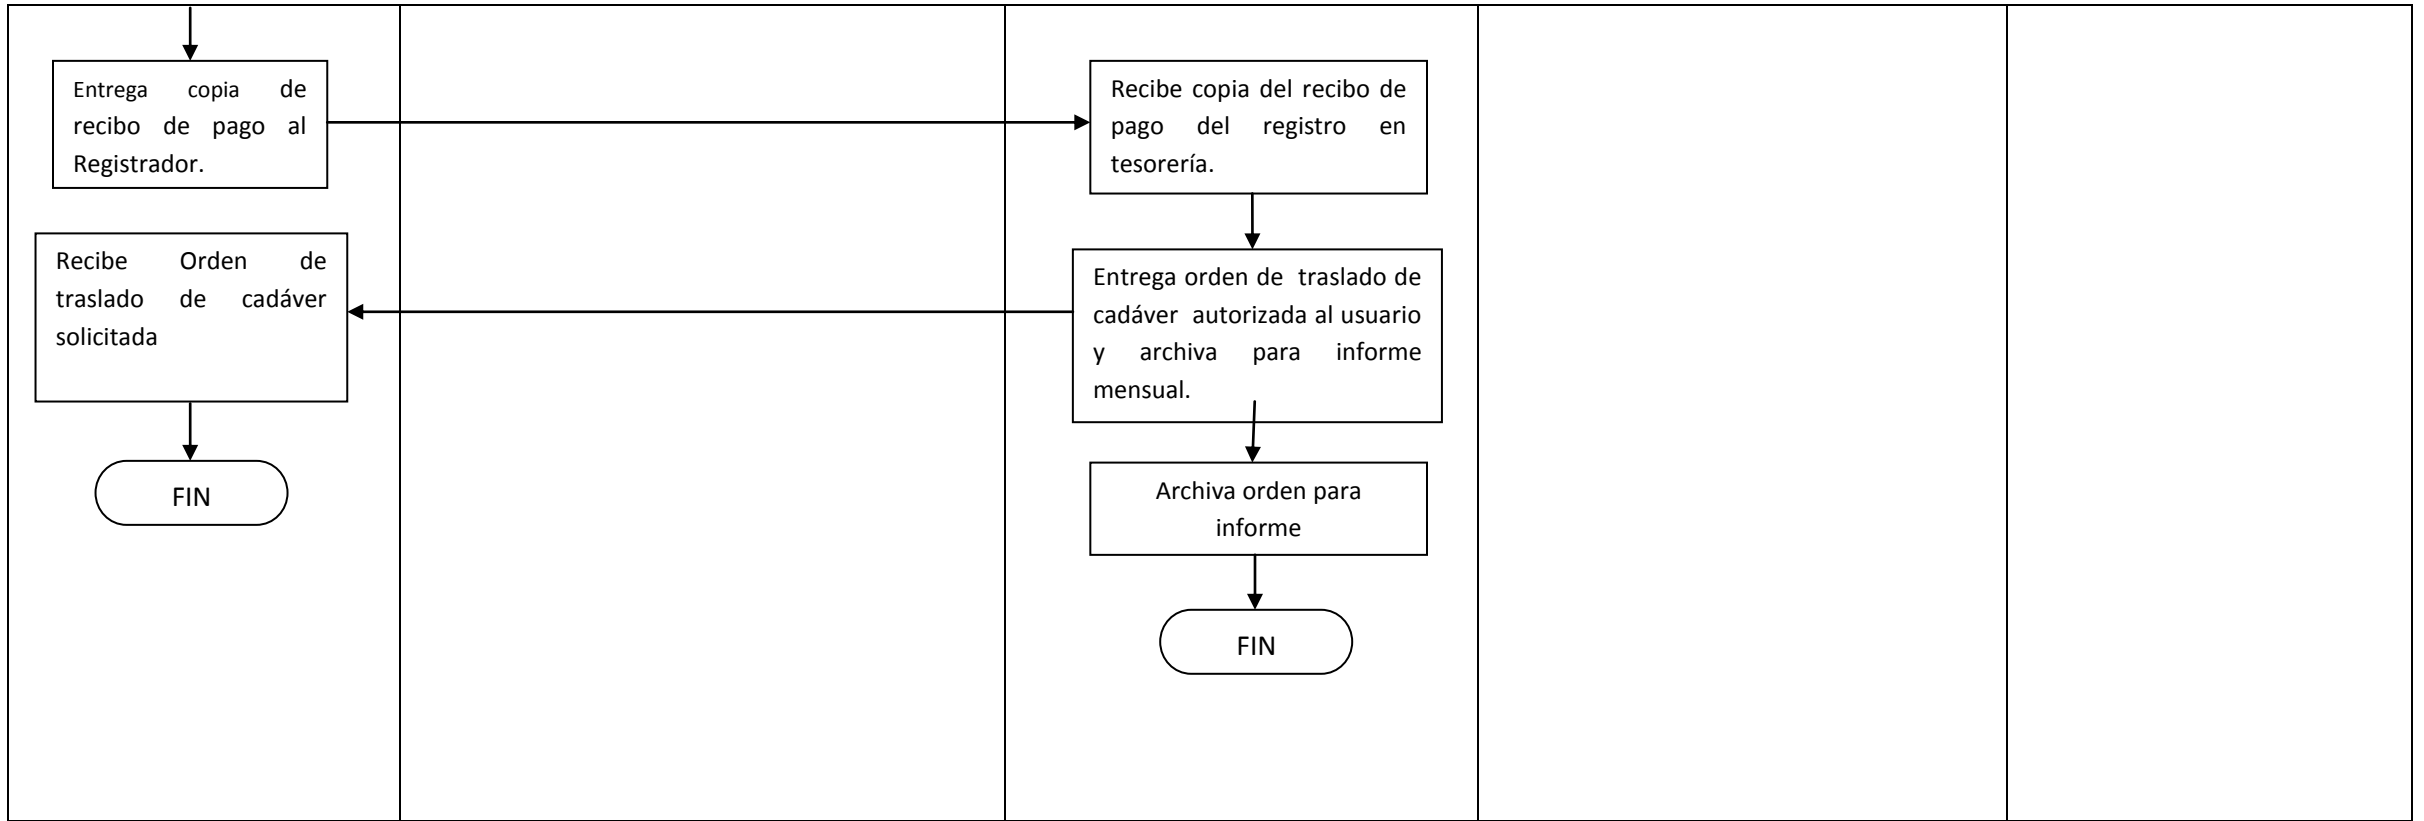 Entrega copia de
recibo de pago al
Registrador.
Recibe copia del recibo de
pago del registro en
tesorería.
Recibe Orden de
traslado de cadáver
solicitada
Entrega orden de traslado de
cadáver autorizada al usuario
y archiva para informe
mensual.
FIN
Archiva orden para
informe
FIN